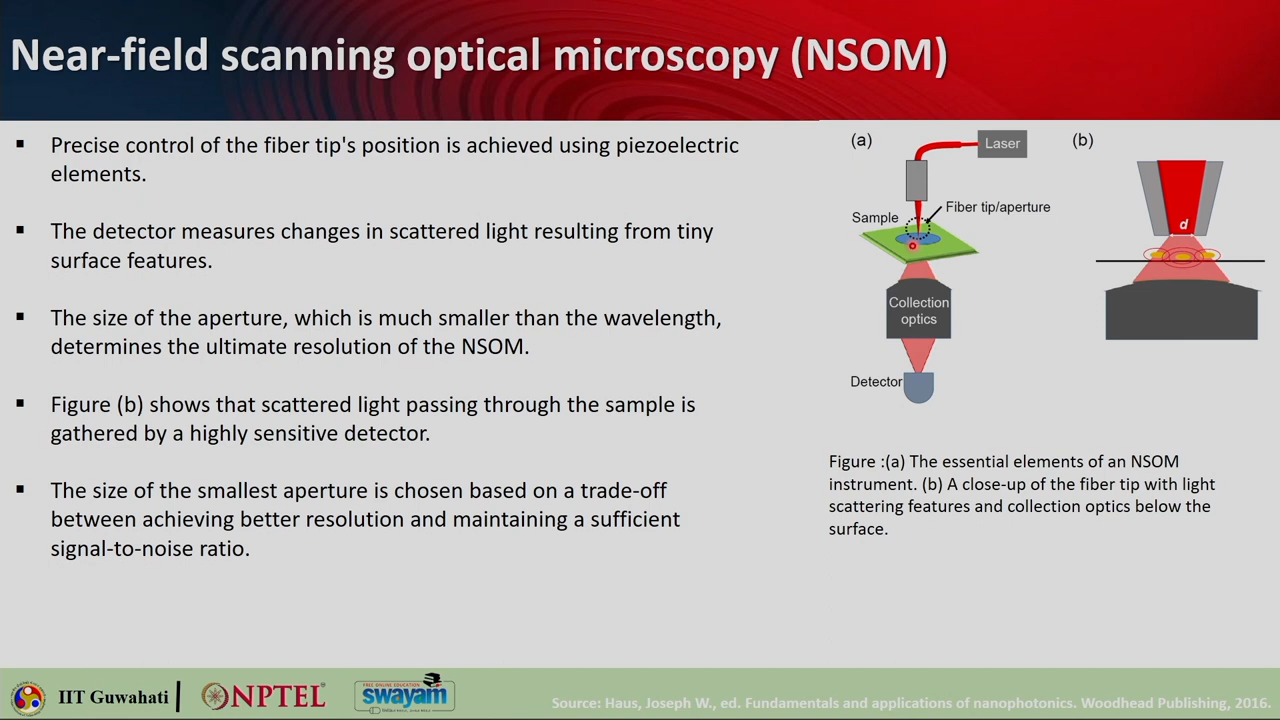 Near-field scanning optical microscopy (NSOM)
▪ Precise control of the fiber tip's position is achieved using piezoelectric
elements.
▪ The detector measures changes in scattered light resulting from tiny
surface features.
▪ The size of the aperture, which is much smaller than the wavelength,
determines the ultimate resolution of the NSOM.
▪ Figure (b) shows that scattered light passing through the sample is
gathered by a highly sensitive detector.
▪ The size of the smallest aperture is chosen based on a trade-off
between achieving better resolution and maintaining a sufficient
signal-to-noise ratio.
(a)
Laser
Fiber tip/aperture
Sample
Collection
optics
Detector
(b)
d
Figure :(a) The essential elements of an NSOM
instrument. (b) A close-up of the fiber tip with light
scattering features and collection optics below the
surface.
IIT Guwahati
NPTEL
FREE ONLINE EDUCATION
swayam
Source: Haus, Joseph W., ed. Fundamentals and applications of nanophotonics. Woodhead Publishing, 2016.